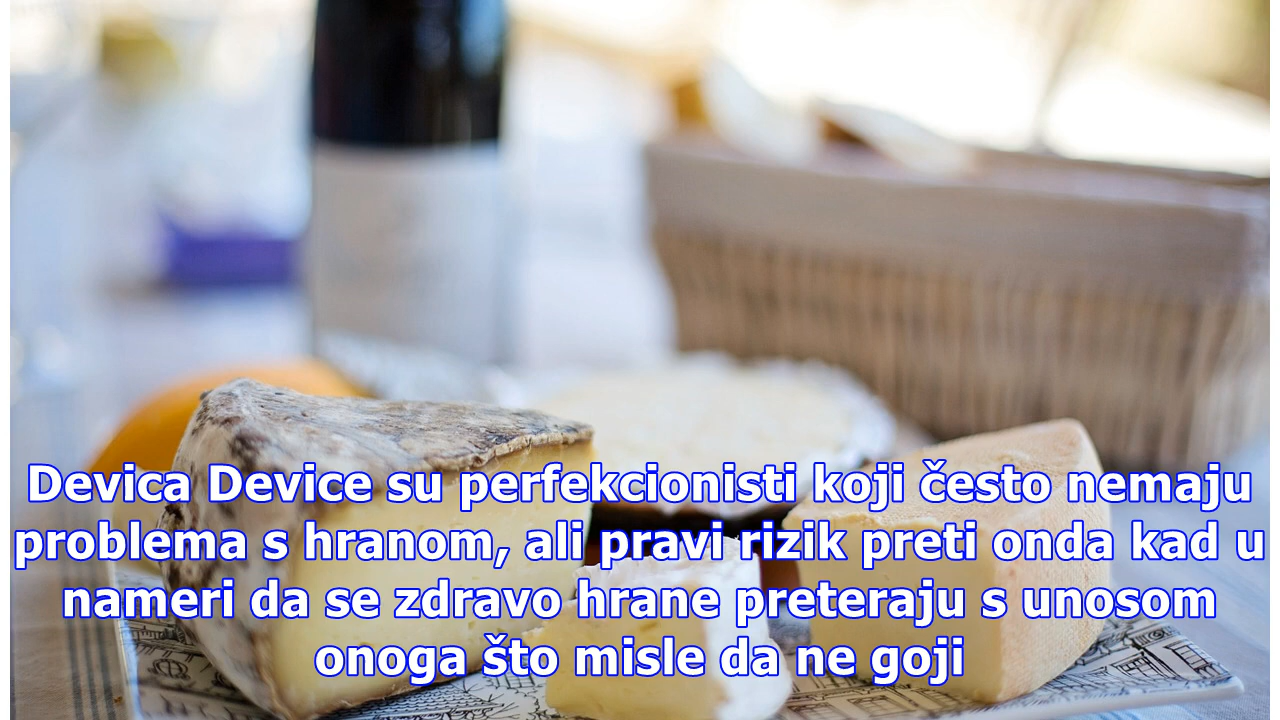 Devica Device su perfekcionisti koji često nemaju
problema s hranom, ali pravi rizik preti onda kad u
nameri da se zdravo hrane preteraju s unosom
onoga što misle da ne goji